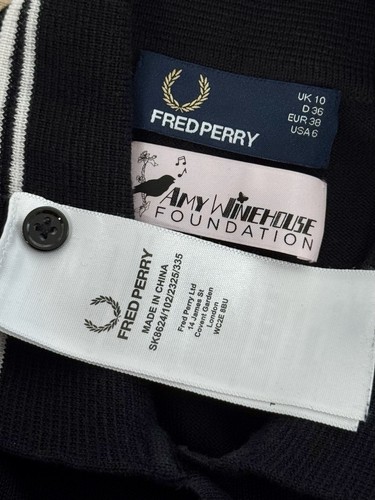 FRED PERRY
UK 10
D 36
EUR 38
USA 6
AMY WINEHOUSE
FOUNDATION
FRED PERRY
MADE IN CHINA
SK8624/102/2325/335
Fred Perry Ltd
14 James St
Covent Garden
London
WC2E 8BU